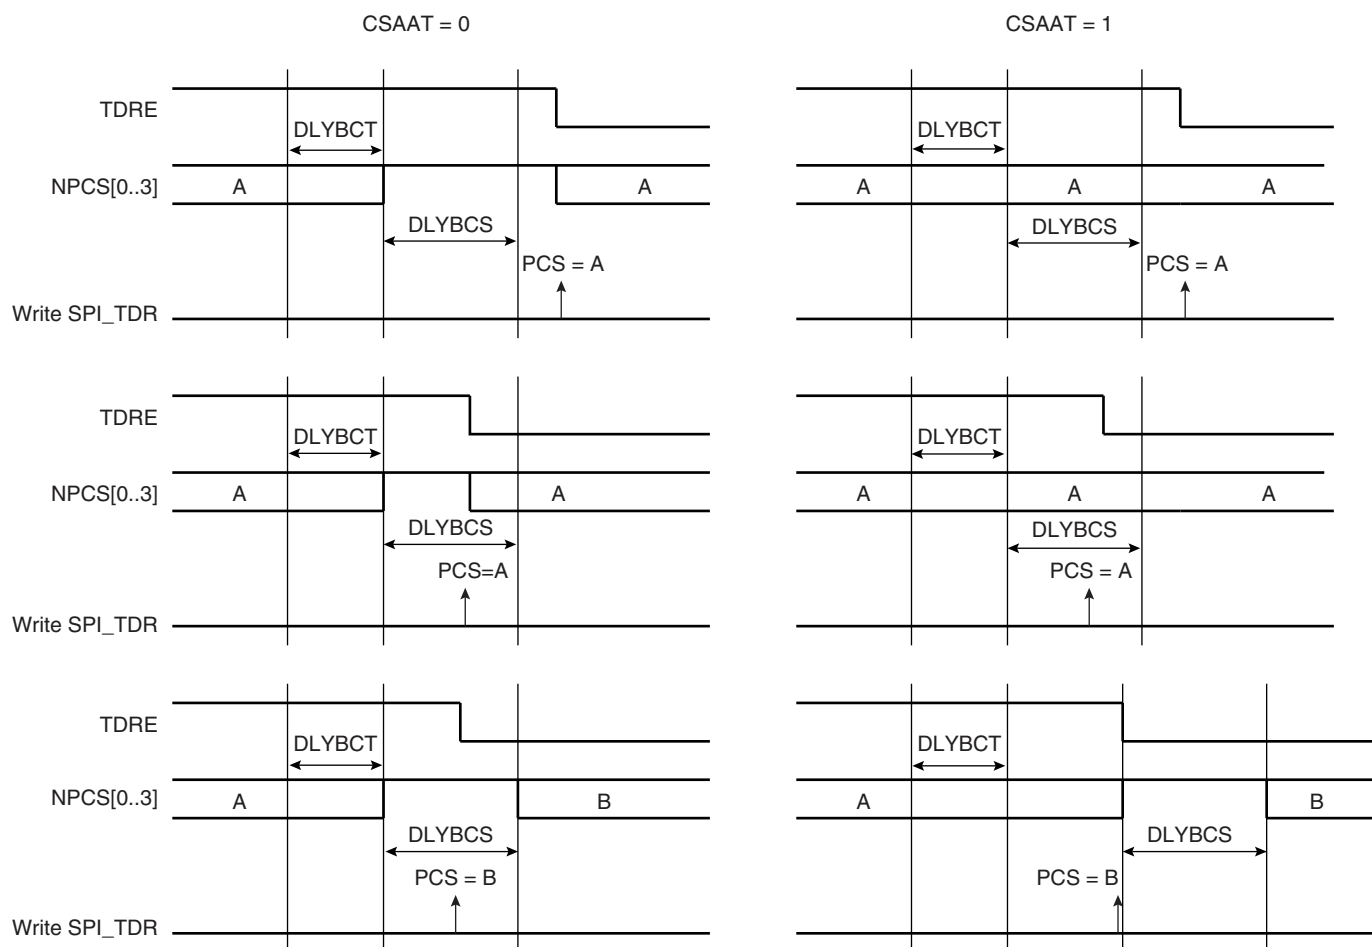 CSAAT = 0 CSAAT = 1
TDRE
DLYBCT DLYBCT
NPCS[0..3] A A A A A
DLYBCS DLYBCS
PCS = A PCS = A
Write SPI_TDR
TDRE
DLYBCT DLYBCT
NPCS[0..3] A A A A A
DLYBCS DLYBCS
PCS=A PCS = A
Write SPI_TDR
TDRE
DLYBCT DLYBCT
NPCS[0..3] A B A B
DLYBCS DLYBCS
PCS = B PCS = B
Write SPI_TDR